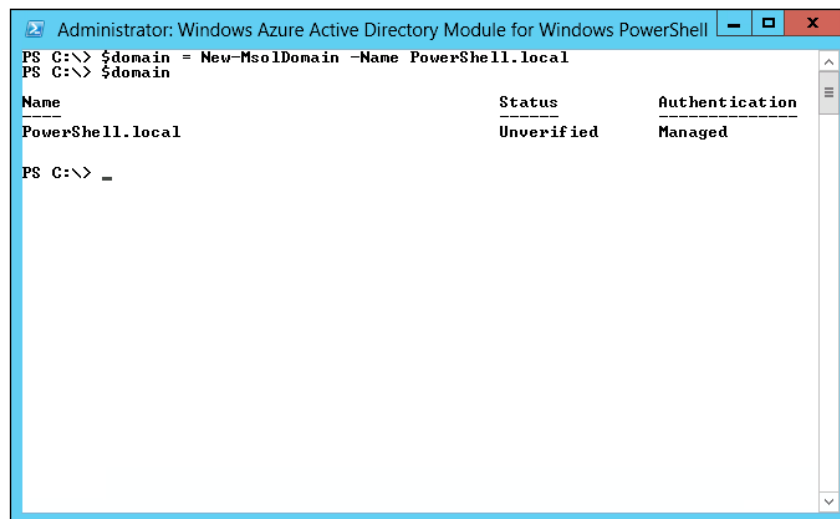 Administrator: Windows Azure Active Directory Module for Windows PowerShell
PS C:\> $domain = New-MsolDomain -Name PowerShell.local
PS C:\> $domain
Name Status Authentication
---- ------ --------------
PowerShell.local Unverified Managed
PS C:\> _